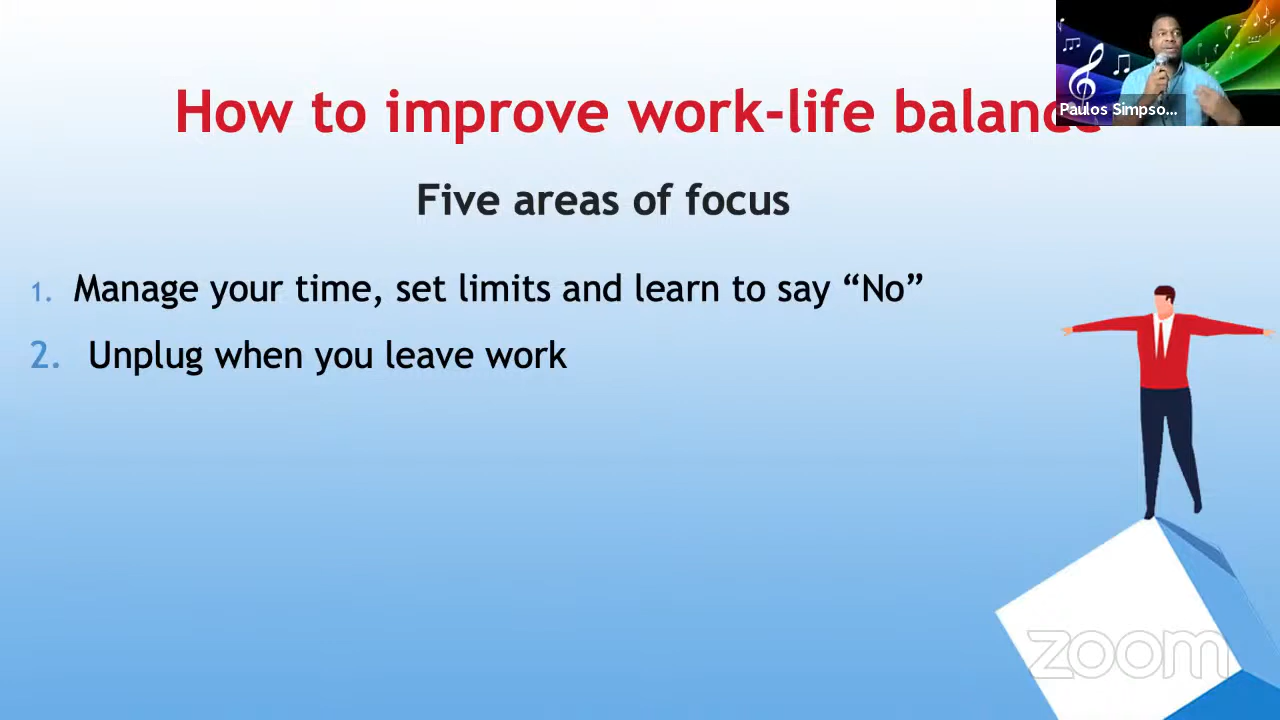 How to improve work-life balance
Paulos Simpso...
Five areas of focus
1. Manage your time, set limits and learn to say “No”
2. Unplug when you leave work
zoom